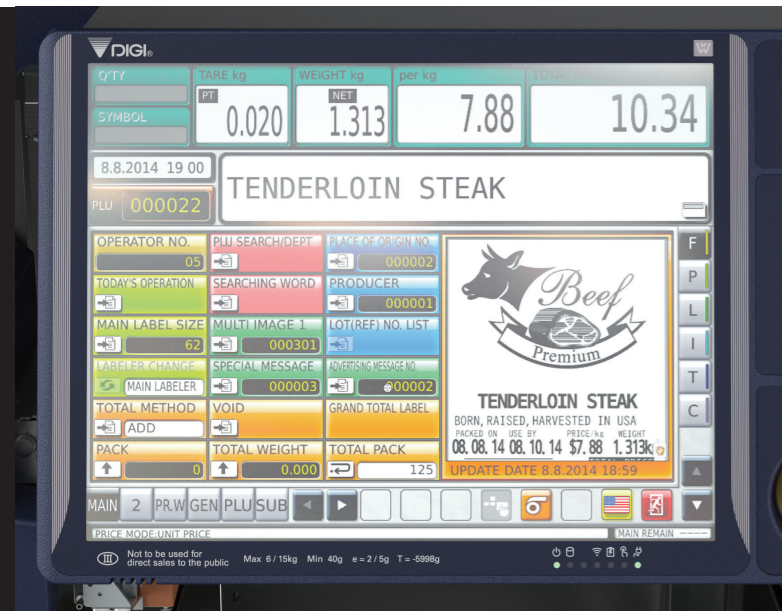 DIGI®
Q'TY TARE kg WEIGHT kg per kg TOTAL
PT NET
0.020 1.313 7.88 10.34
SYMBOL
8.8.2014 19 00
TENDERLOIN STEAK
PLU 000022
OPERATOR NO. PLU SEARCH/DEPT PLACE OF ORIGIN NO. F
05 000002
TODAY'S OPERATION SEARCHING WORD PRODUCER P
000001
MAIN LABEL SIZE MULTI IMAGE 1 LOT(REF) NO. LIST L
62 000301
LABELER CHANGE SPECIAL MESSAGE ADVERTISING MESSAGE NO. I
MAIN LABELER 000003 000002
TOTAL METHOD VOID GRAND TOTAL LABEL T
ADD
PACK TOTAL WEIGHT TOTAL PACK C
0 0.000 125
Beef
Premium
TENDERLOIN STEAK
BORN, RAISED, HARVESTED IN USA
PACKED ON USE BY PRICE/kg WEIGHT
08.08.14 08.10.14 $7.88 1.313k
UPDATE DATE 8.8.2014 18:59
MAIN 2 PR.W GEN PLU SUB
PRICE MODE:UNIT PRICE MAIN REMAIN ----
III Not to be used for
direct sales to the public Max 6/15kg Min 40g e=2/5g T=-5998g